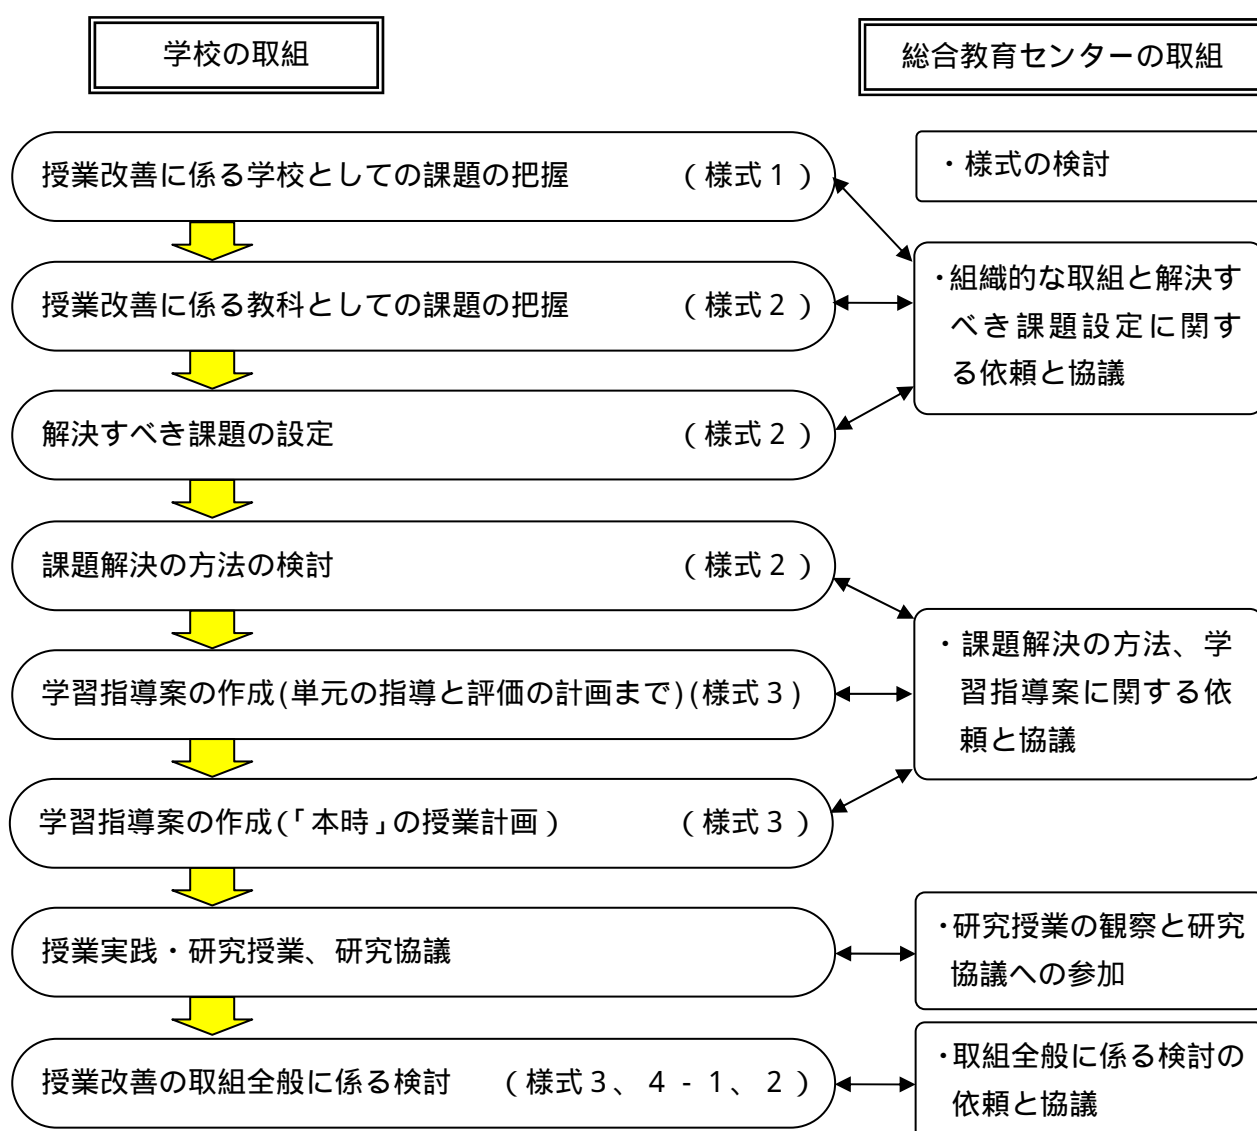 学校の取組
総合教育センターの取組
授業改善に係る学校としての課題の把握 (様式1)
・様式の検討
授業改善に係る教科としての課題の把握 (様式2)
・組織的な取組と解決す
べき課題設定に関す
る依頼と協議
解決すべき課題の設定 (様式2)
課題解決の方法の検討 (様式2)
学習指導案の作成(単元の指導と評価の計画まで)(様式3)
・課題解決の方法、学
習指導案に関する依
頼と協議
学習指導案の作成(「本時」の授業計画) (様式3)
授業実践・研究授業、研究協議
・研究授業の観察と研究
協議への参加
授業改善の取組全般に係る検討 (様式3、4-1、2)
・取組全般に係る検討の
依頼と協議